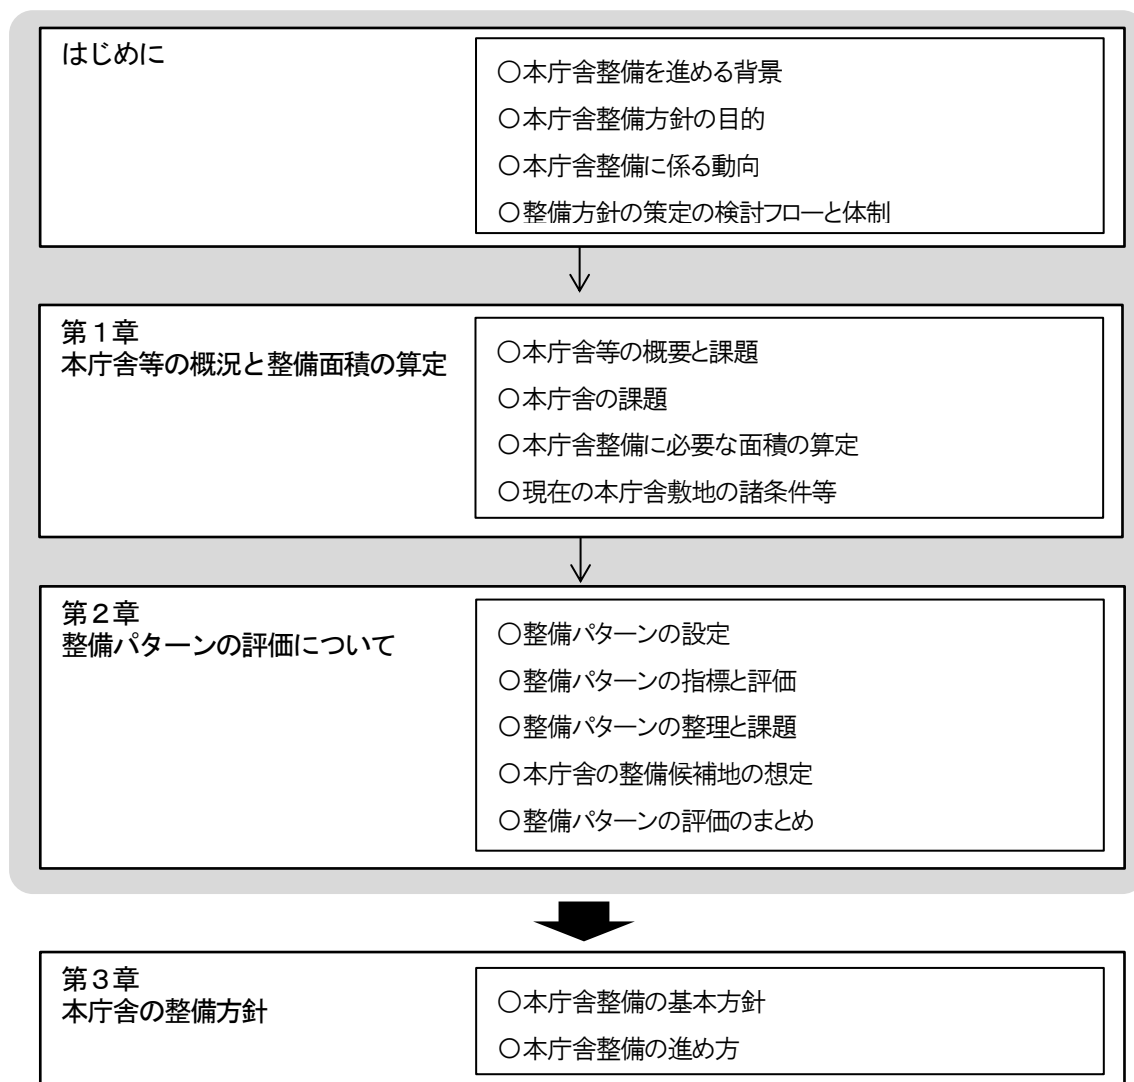 はじめに
○本庁舎整備を進める背景
○本庁舎整備方針の目的
○本庁舎整備に係る動向
○整備方針の策定の検討フローと体制
第1章
本庁舎等の概況と整備面積の算定
○本庁舎等の概要と課題
○本庁舎の課題
○本庁舎整備に必要な面積の算定
○現在の本庁舎敷地の諸条件等
第2章
整備パターンの評価について
○整備パターンの設定
○整備パターンの指標と評価
○整備パターンの整理と課題
○本庁舎の整備候補地の想定
○整備パターンの評価のまとめ
第3章
本庁舎の整備方針
○本庁舎整備の基本方針
○本庁舎整備の進め方